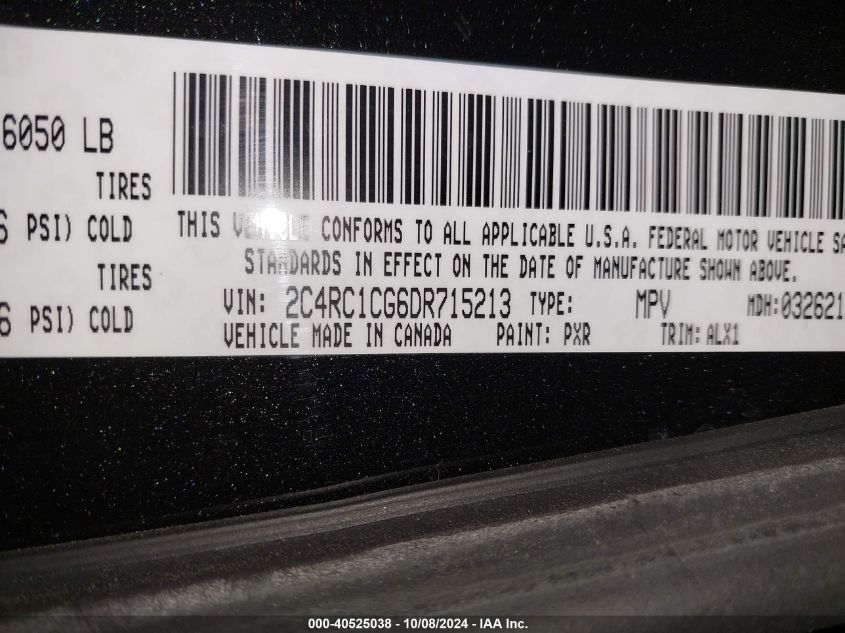 6050 LB
TIRES
PSI) COLD
TIRES
PSI) COLD
THIS VEHICLE CONFORMS TO ALL APPLICABLE U.S.A. FEDERAL MOTOR VEHICLE SA
STANDARDS IN EFFECT ON THE DATE OF MANUFACTURE SHOWN ABOVE.
VIN: 2C4RC1CG6DR715213 TYPE: MPV MDH:032621
VEHICLE MADE IN CANADA PAINT: PXR TRIM: ALX1
000-40525038 - 10/08/2024 - IAA Inc.